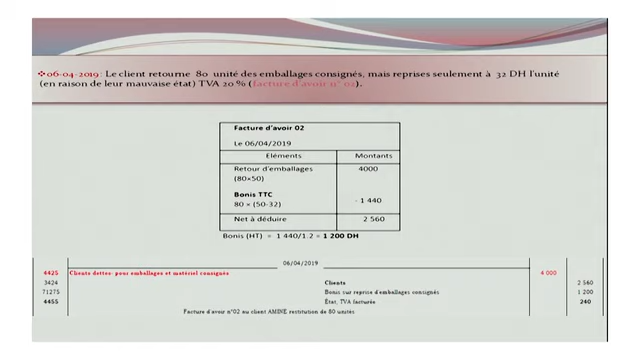 ❖06-04-2019: Le client retourne 80 unité des emballages consignés, mais reprises seulement à 32 DH l'unité
(en raison de leur mauvaise état) TVA 20 % (facture d'avoir n° 02).
Facture d'avoir 02
Le 06/04/2019
Eléments Montants
Retour d'emballages 4000
(80×50)
Bonis TTC
80 × (50-32) - 1 440
Net à déduire 2 560
Bonis (HT) = 1 440/1.2 = 1 200 DH
06/04/2019
4425 Clients dettes- pour emballages et matériel consignés 4 000
3424 Clients 2 560
71275 Bonis sur reprise d'emballages consignés 1 200
4455 État, TVA facturée 240
Facture d'avoir n°02 au client AMINE restitution de 80 unités